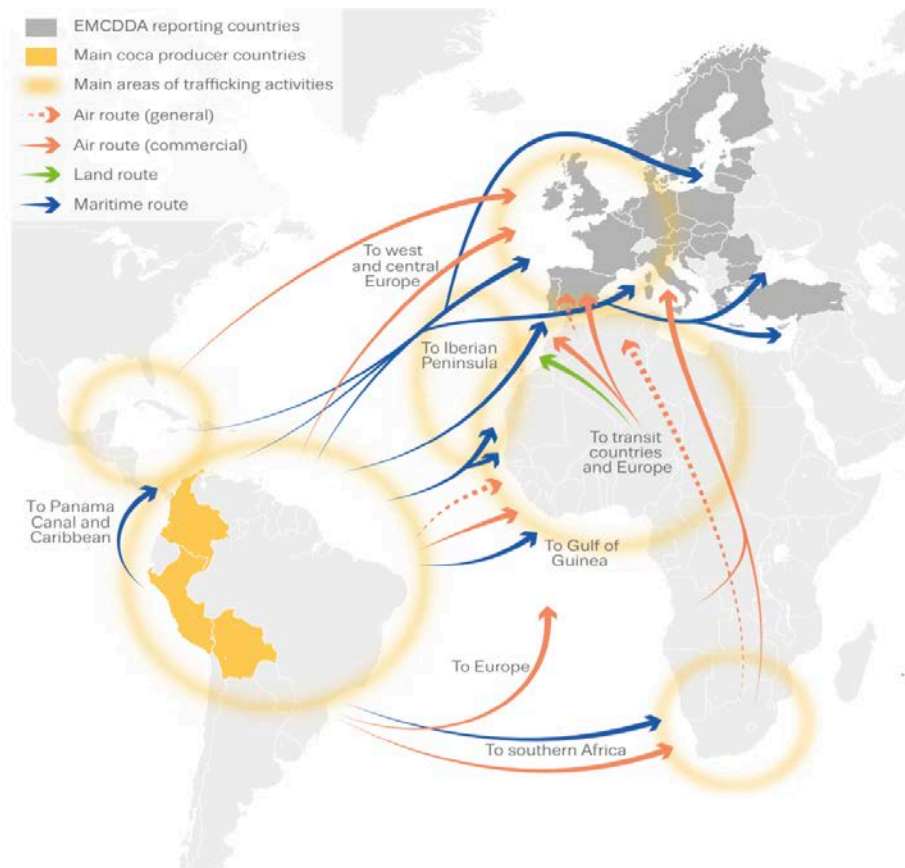 EMCDDA reporting countries
Main coca producer countries
Main areas of trafficking activities
Air route (general)
Air route (commercial)
Land route
Maritime route
To west
and central
Europe
To Iberian
Peninsula
To transit
countries
and Europe
To Panama
Canal and
Caribbean
To Gulf of
Guinea
To Europe
To southern Africa